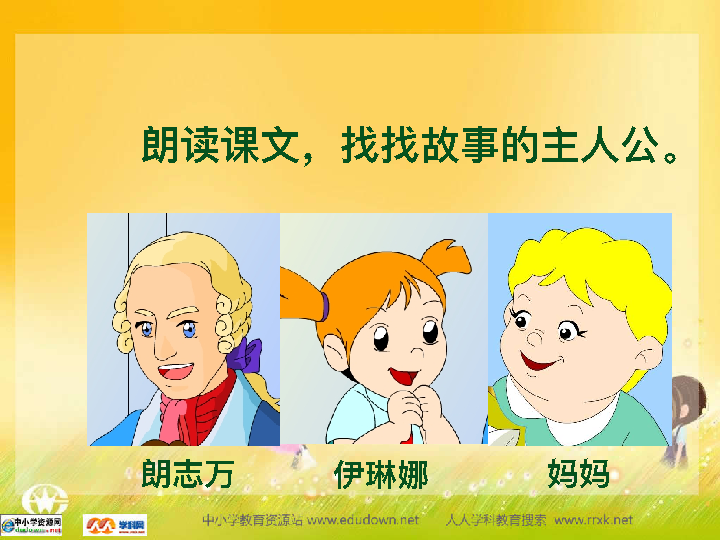 朗读课文，找找故事的主人公。
朗志万 伊琳娜 妈妈
中小学资源网
学科网
中小学教育资源站 www.edudown.net 人人学科教育搜索 www.rrxk.net